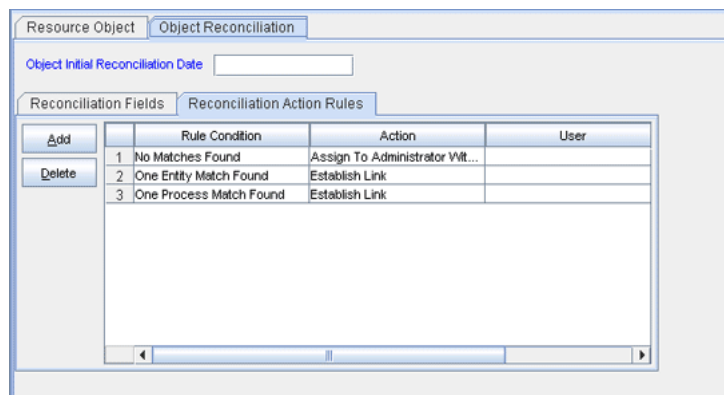 Resource Object Object Reconciliation
Object Initial Reconciliation Date
Reconciliation Fields Reconciliation Action Rules
Add
Delete
Rule Condition Action User
1 No Matches Found Assign To Administrator Wit...
2 One Entity Match Found Establish Link
3 One Process Match Found Establish Link